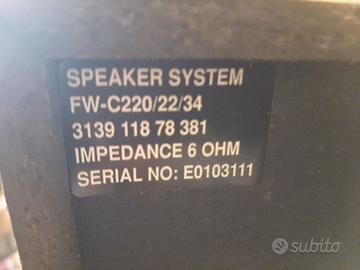 SPEAKER SYSTEM
FW-C220/22/34
3139 118 78 381
IMPEDANCE 6 OHM
SERIAL NO: E0103111
subito